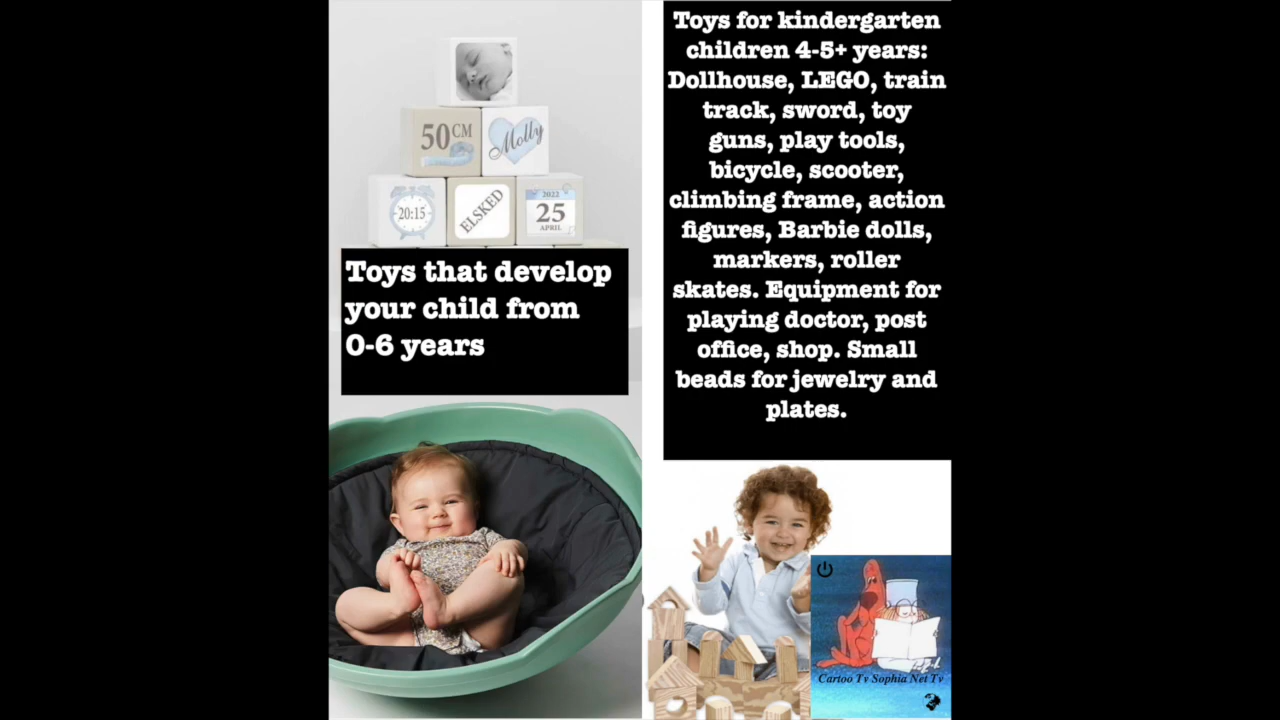 50 CM
Molly
20:15
ELSKED
2022
25
APRIL
Toys that develop
your child from
0-6 years
Toys for kindergarten
children 4-5+ years:
Dollhouse, LEGO, train
track, sword, toy
guns, play tools,
bicycle, scooter,
climbing frame, action
figures, Barbie dolls,
markers, roller
skates. Equipment for
playing doctor, post
office, shop. Small
beads for jewelry and
plates.
Cartoo Tv Sophia Net Tv